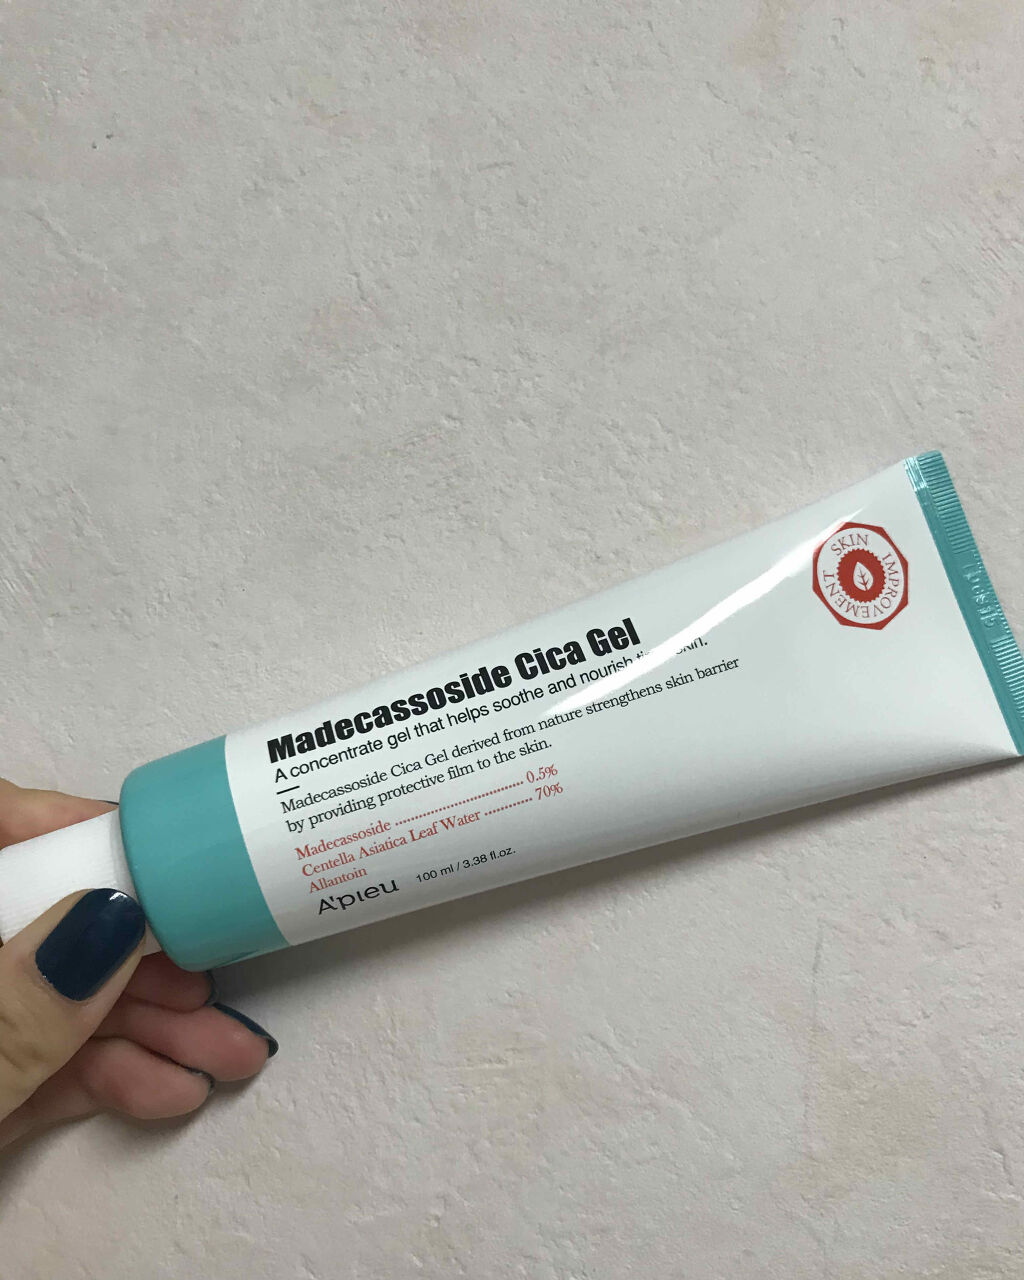 Madecassoside Cica Gel
A concentrate gel that helps soothe and nourish skin.
Madecassoside Cica Gel derived from nature strengthens skin barrier
by providing protective film to the skin.
Madecassoside ................................ 0.5%
Centella Asiatica Leaf Water ............ 70%
Allantoin
A'pieu 100 ml / 3.38 fl.oz.
SKIN IMPROVEMENT